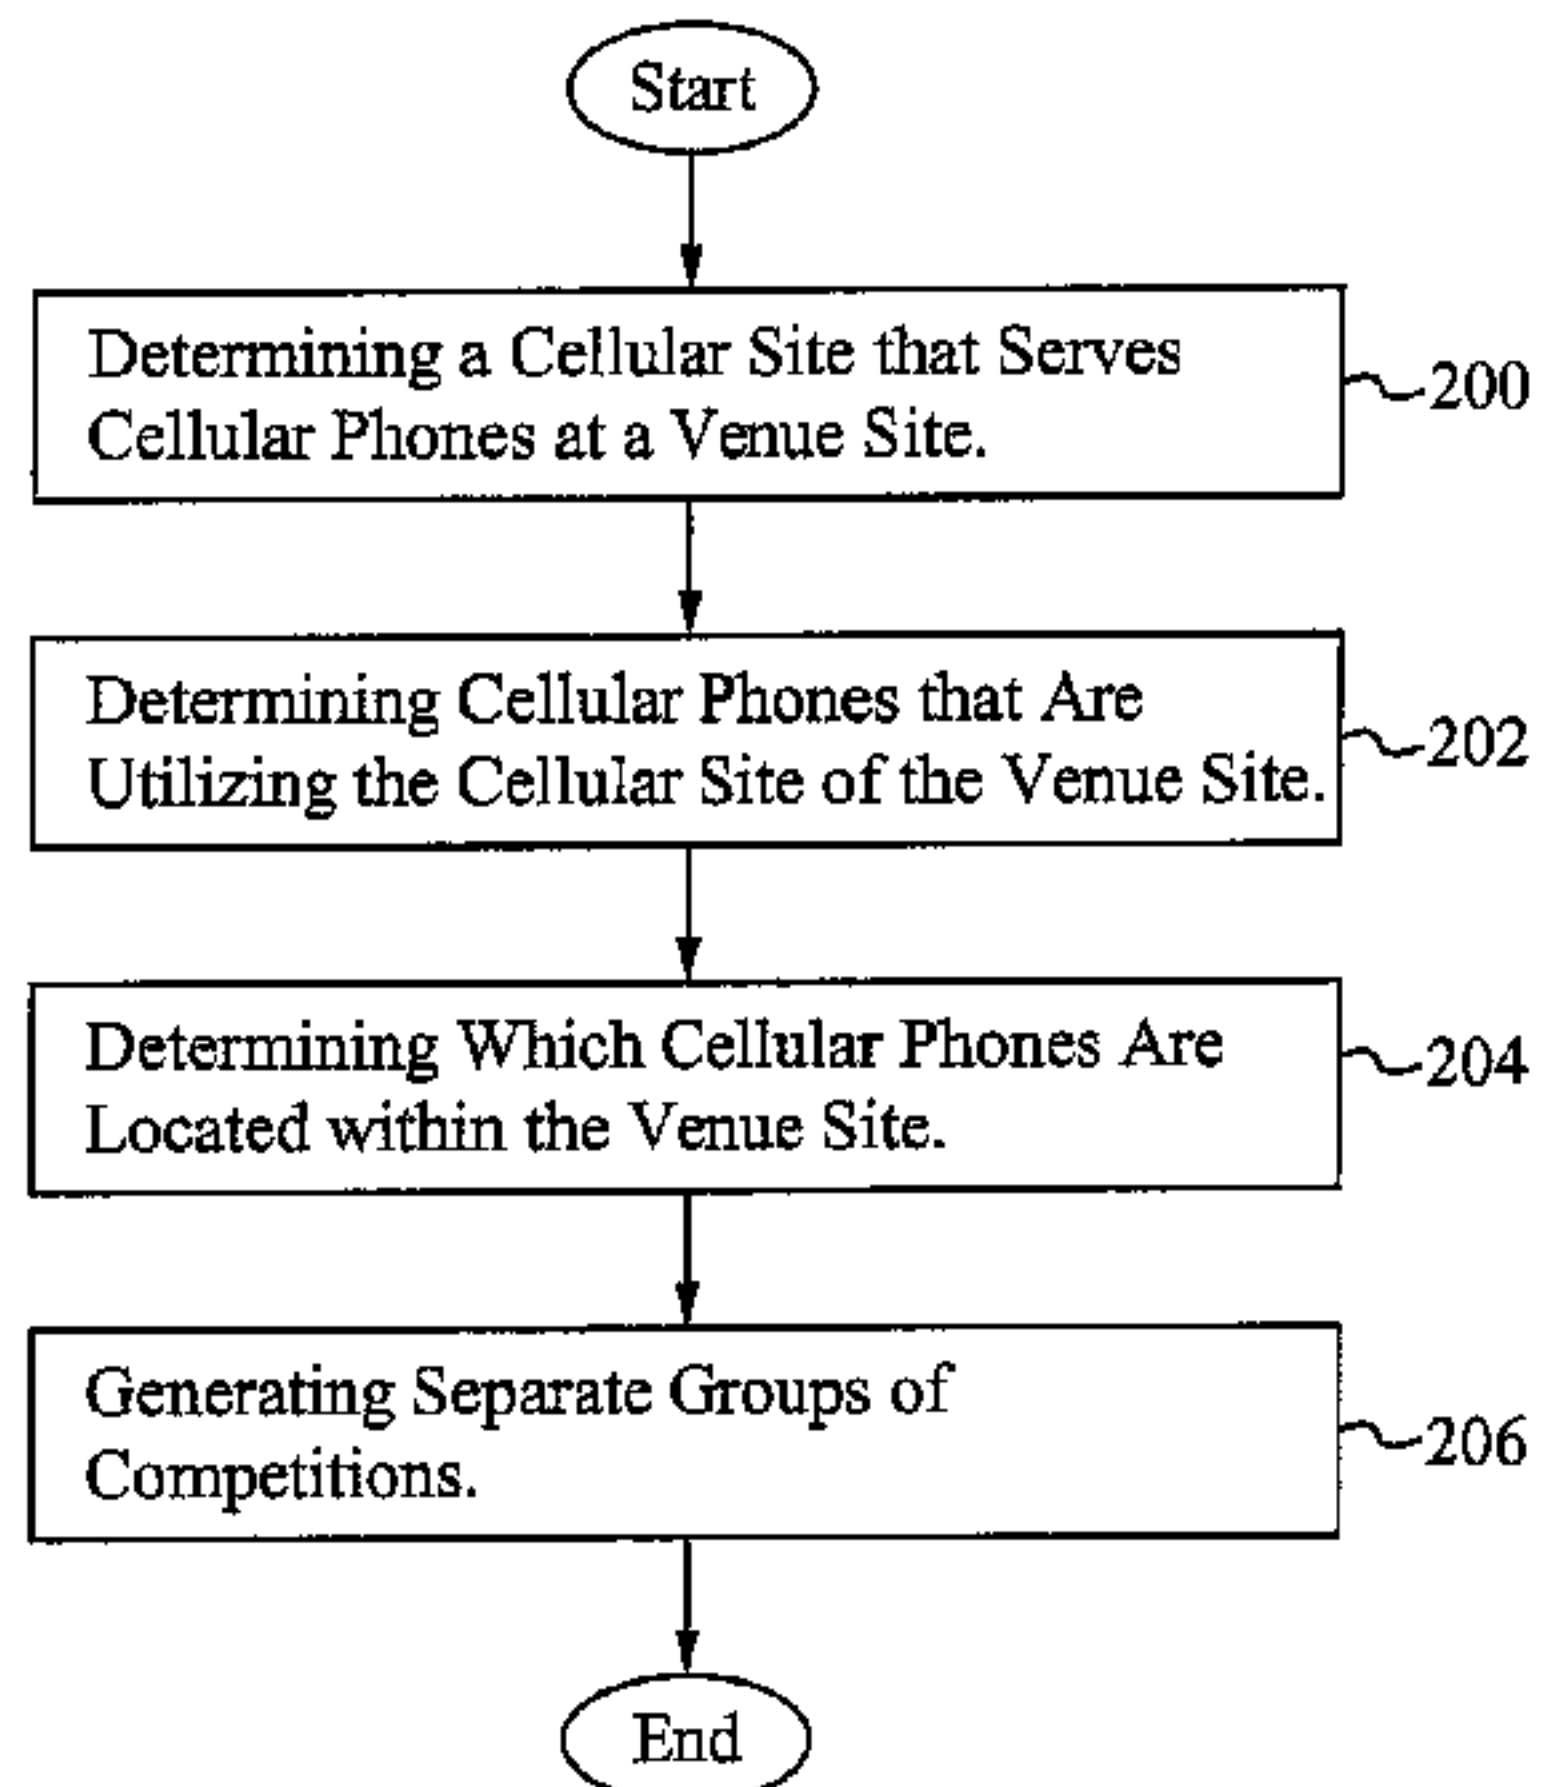 Start
Determining a Cellular Site that Serves
Cellular Phones at a Venue Site.
200
Determining Cellular Phones that Are
Utilizing the Cellular Site of the Venue Site.
202
Determining Which Cellular Phones Are
Located within the Venue Site.
204
Generating Separate Groups of
Competitions.
206
End